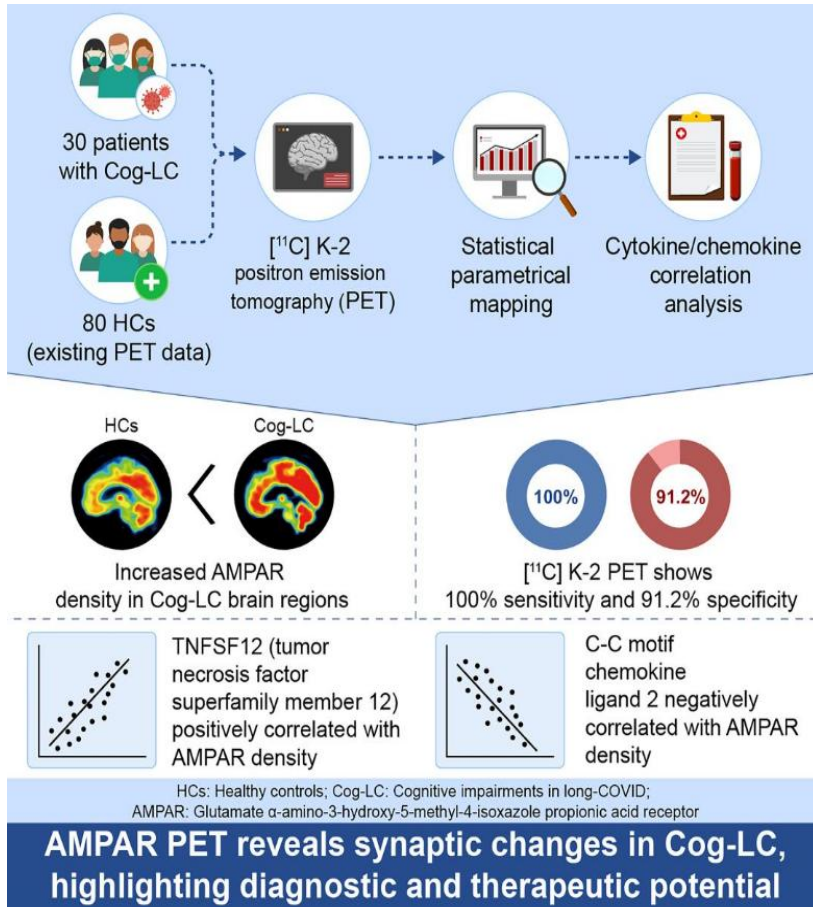 30 patients
with Cog-LC
80 HCs
(existing PET data)
[¹¹C] K-2
positron emission
tomography (PET)
Statistical
parametrical
mapping
Cytokine/chemokine
correlation
analysis
HCs
Cog-LC
<
Increased AMPAR
density in Cog-LC brain regions
100%
91.2%
[¹¹C] K-2 PET shows
100% sensitivity and 91.2% specificity
TNFSF12 (tumor
necrosis factor
superfamily member 12)
positively correlated with
AMPAR density
C-C motif
chemokine
ligand 2 negatively
correlated with AMPAR
density
HCs: Healthy controls; Cog-LC: Cognitive impairments in long-COVID;
AMPAR: Glutamate α-amino-3-hydroxy-5-methyl-4-isoxazole propionic acid receptor
AMPAR PET reveals synaptic changes in Cog-LC,
highlighting diagnostic and therapeutic potential